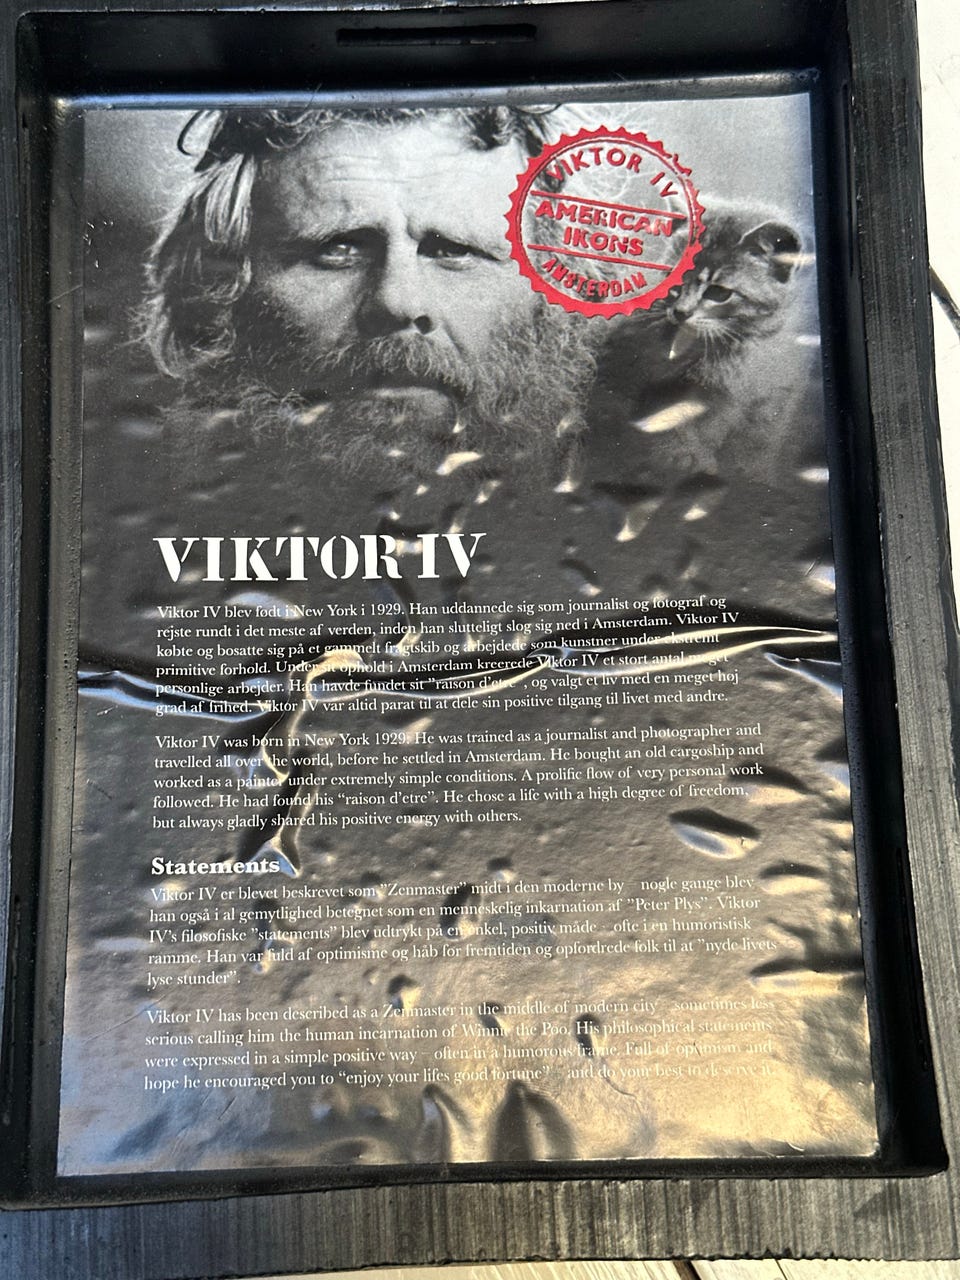 VIKTOR IV
AMERICAN
IKONS
AMSTERDAM
VIKTOR IV
Viktor IV blev født i New York i 1929. Han uddannede sig som journalist og fotograf og
rejste rundt i det meste af verden, inden han slutteligt slog sig ned i Amsterdam. Viktor IV
købte og bosatte sig på et gammelt fragtskib og arbejdede som kunstner under ekstremt
primitive forhold. Under sit ophold i Amsterdam kreerede Viktor IV et stort antal meget
personlige arbejder. Han havde fundet sit "raison d'etre", og valgt et liv med en meget høj
grad af frihed. Viktor IV var altid parat til at dele sin positive tilgang til livet med andre.
Viktor IV was born in New York 1929. He was trained as a journalist and photographer and
travelled all over the world, before he settled in Amsterdam. He bought an old cargoship and
worked as a painter under extremely simple conditions. A prolific flow of very personal work
followed. He had found his “raison d’etre”. He chose a life with a high degree of freedom,
but always gladly shared his positive energy with others.
Statements
Viktor IV er blevet beskrevet som ”Zenmaster” midt i den moderne by – nogle gange blev
han også i al gemytlighed betegnet som en menneskelig inkarnation af ”Peter Plys”. Viktor
IV’s filosofiske ”statements” blev udtrykt på en enkel, positiv måde - ofte i en humoristisk
ramme. Han var fuld af optimisme og håb for fremtiden og opfordrede folk til at ”nyde livets
lyse stunder”.
Viktor IV has been described as a Zenmaster in the middle of modern city – sometimes less
serious calling him the human incarnation of Winnie the Poo. His philosophical statements
were expressed in a simple positive way – often in a humorous frame. Full of optimism and
hope he encouraged you to “enjoy your lifes good fortune” – and do your best to deserve it.